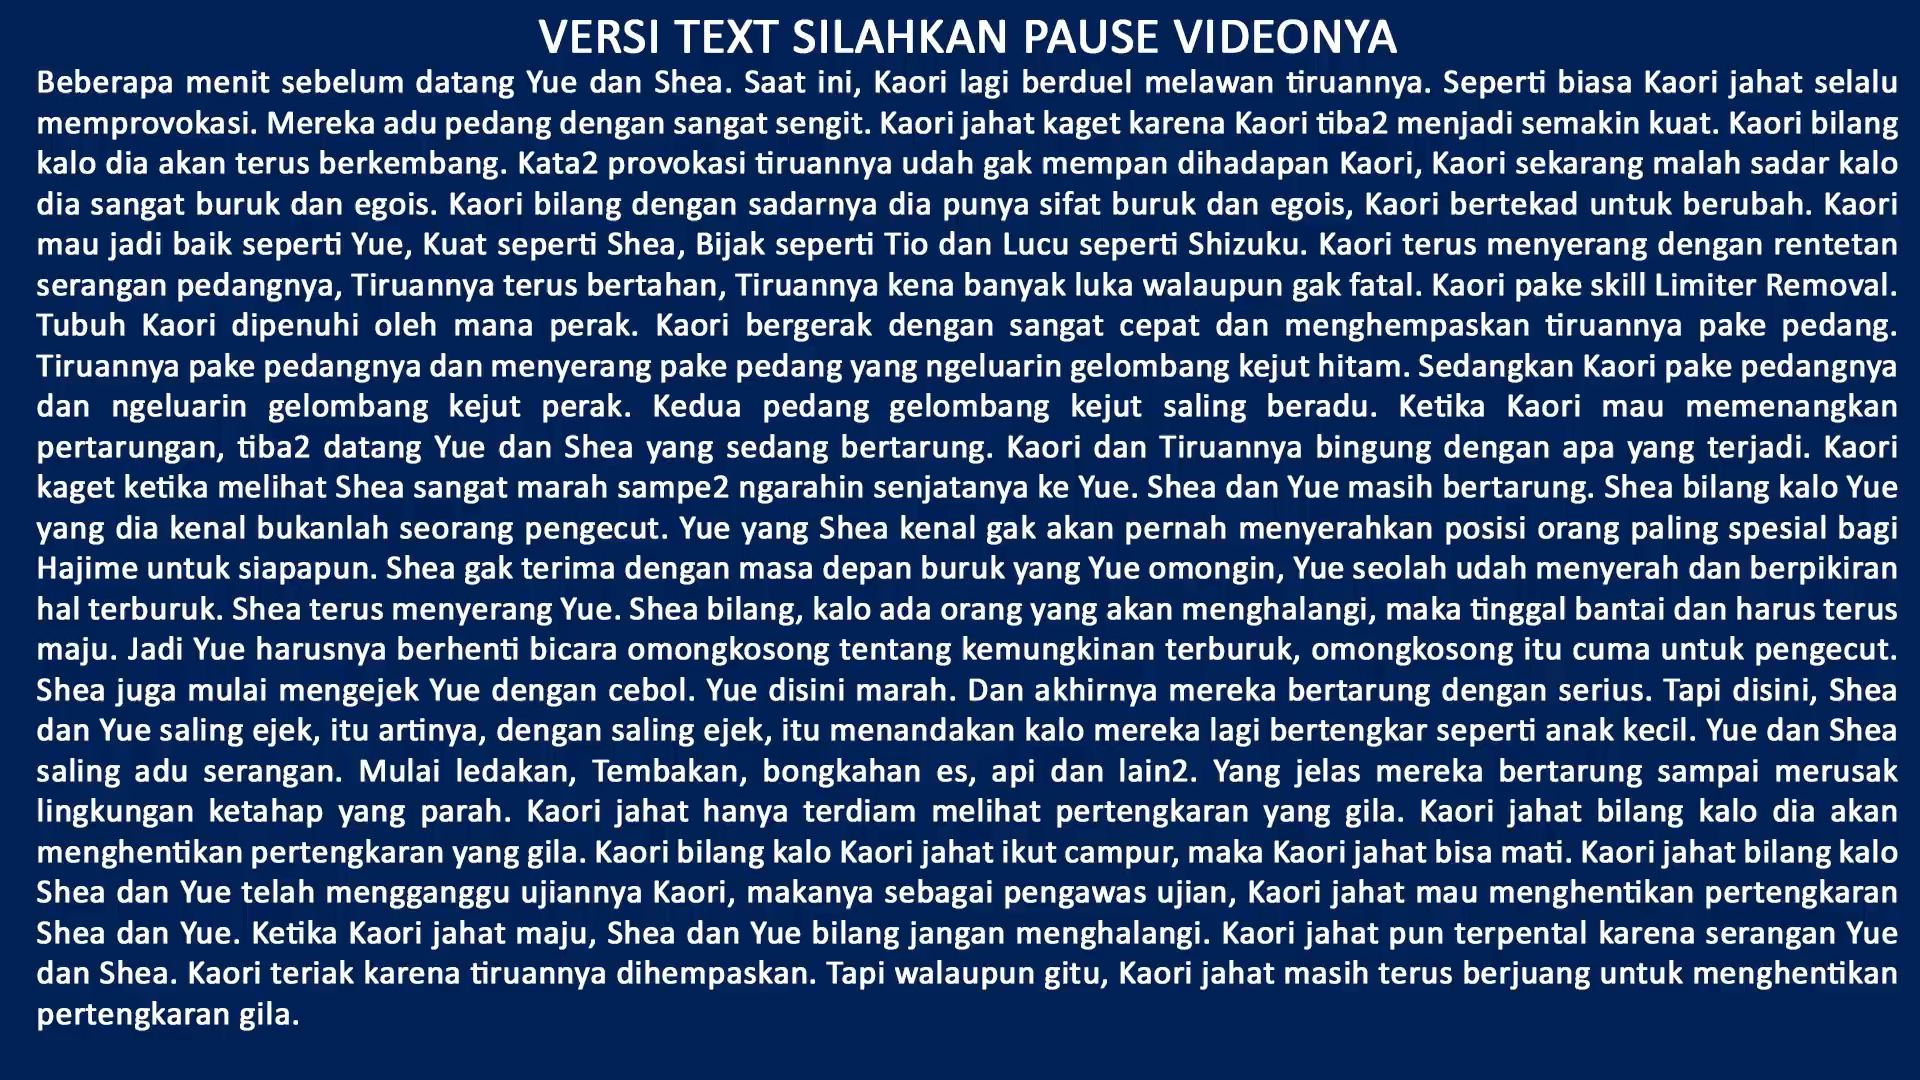 VERSI TEXT SILAHKAN PAUSE VIDEONYA
Beberapa menit sebelum datang Yue dan Shea. Saat ini, Kaori lagi berduel melawan tiruannya. Seperti biasa Kaori jahat selalu
memprovokasi. Mereka adu pedang dengan sangat sengit. Kaori jahat kaget karena Kaori tiba2 menjadi semakin kuat. Kaori bilang
kalo dia akan terus berkembang. Kata2 provokasi tiruannya udah gak mempan dihadapan Kaori, Kaori sekarang malah sadar kalo
dia sangat buruk dan egois. Kaori bilang dengan sadarnya dia punya sifat buruk dan egois, Kaori bertekad untuk berubah. Kaori
mau jadi baik seperti Yue, Kuat seperti Shea, Bijak seperti Tio dan Lucu seperti Shizuku. Kaori terus menyerang dengan rentetan
serangan pedangnya, Tiruannya terus bertahan, Tiruannya kena banyak luka walaupun gak fatal. Kaori pake skill Limiter Removal.
Tubuh Kaori dipenuhi oleh mana perak. Kaori bergerak dengan sangat cepat dan menghempaskan tiruannya pake pedang.
Tiruannya pake pedangnya dan menyerang pake pedang yang ngeluarin gelombang kejut hitam. Sedangkan Kaori pake pedangnya
dan ngeluarin gelombang kejut perak. Kedua pedang gelombang kejut saling beradu. Ketika Kaori mau memenangkan
pertarungan, tiba2 datang Yue dan Shea yang sedang bertarung. Kaori dan Tiruannya bingung dengan apa yang terjadi. Kaori
kaget ketika melihat Shea sangat marah sampe2 ngarahin senjatanya ke Yue. Shea dan Yue masih bertarung. Shea bilang kalo Yue
yang dia kenal bukanlah seorang pengecut. Yue yang Shea kenal gak akan pernah menyerahkan posisi orang paling spesial bagi
Hajime untuk siapapun. Shea gak terima dengan masa depan buruk yang Yue omongin, Yue seolah udah menyerah dan berpikiran
hal terburuk. Shea terus menyerang Yue. Shea bilang, kalo ada orang yang akan menghalangi, maka tinggal bantai dan harus terus
maju. Jadi Yue harusnya berhenti bicara omongkosong tentang kemungkinan terburuk, omongkosong itu cuma untuk pengecut.
Shea juga mulai mengejek Yue dengan cebol. Yue disini marah. Dan akhirnya mereka bertarung dengan serius. Tapi disini, Shea
dan Yue saling ejek, itu artinya, dengan saling ejek, itu menandakan kalo mereka lagi bertengkar seperti anak kecil. Yue dan Shea
saling adu serangan. Mulai ledakan, Tembakan, bongkahan es, api dan lain2. Yang jelas mereka bertarung sampai merusak
lingkungan ketahap yang parah. Kaori jahat hanya terdiam melihat pertengkaran yang gila. Kaori jahat bilang kalo dia akan
menghentikan pertengkaran yang gila. Kaori bilang kalo Kaori jahat ikut campur, maka Kaori jahat bisa mati. Kaori jahat bilang kalo
Shea dan Yue telah mengganggu ujiannya Kaori, makanya sebagai pengawas ujian, Kaori jahat mau menghentikan pertengkaran
Shea dan Yue. Ketika Kaori jahat maju, Shea dan Yue bilang jangan menghalangi. Kaori jahat pun terpental karena serangan Yue
dan Shea. Kaori teriak karena tiruannya dihempaskan. Tapi walaupun gitu, Kaori jahat masih terus berjuang untuk menghentikan
pertengkaran gila.